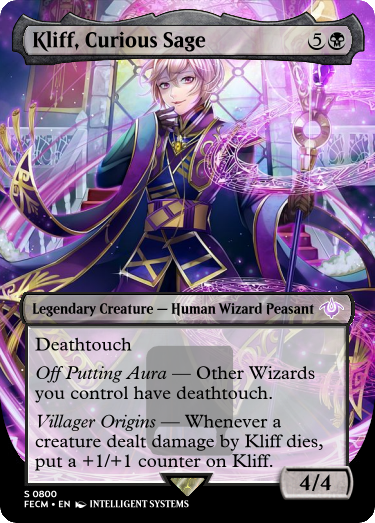 Kliff, Curious Sage 5
Legendary Creature — Human Wizard Peasant
Deathtouch
Off Putting Aura — Other Wizards
you control have deathtouch.
Villager Origins — Whenever a
creature dealt damage by Kliff dies,
put a +1/+1 counter on Kliff.
4/4
S 0800
FECM • EN INTELLIGENT SYSTEMS